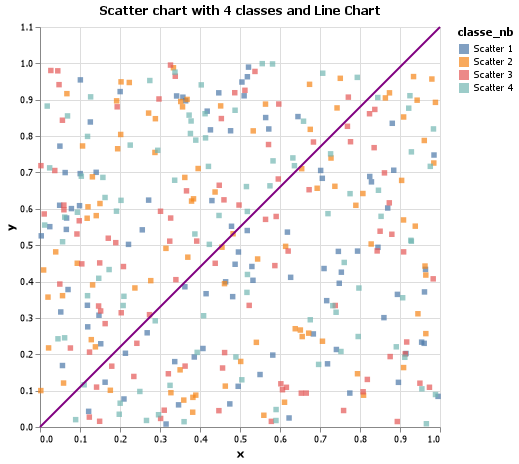 Scatter chart with 4 classes and Line Chart
classe_nb
Scatter 1
Scatter 2
Scatter 3
Scatter 4
1.1
1.0
0.9
0.8
0.7
0.6
0.5
0.4
0.3
0.2
0.1
0.0
y
0.0 0.1 0.2 0.3 0.4 0.5 0.6 0.7 0.8 0.9 1.0
x